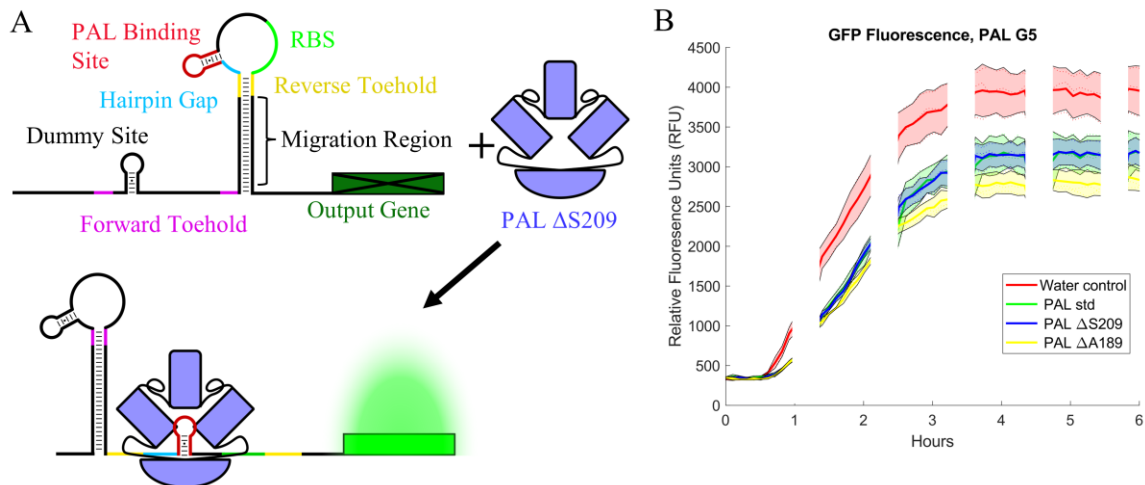 A
PAL Binding
Site
RBS
Hairpin Gap
Reverse Toehold
Dummy Site
Migration Region
+
Forward Toehold
Output Gene
PAL ΔS209
B
GFP Fluorescence, PAL G5
Relative Fluoresence Units (RFU)
4500
4000
3500
3000
2500
2000
1500
1000
500
0
0 1 2 3 4 5 6
Hours
Water control
PAL std
PAL ΔS209
PAL ΔA189